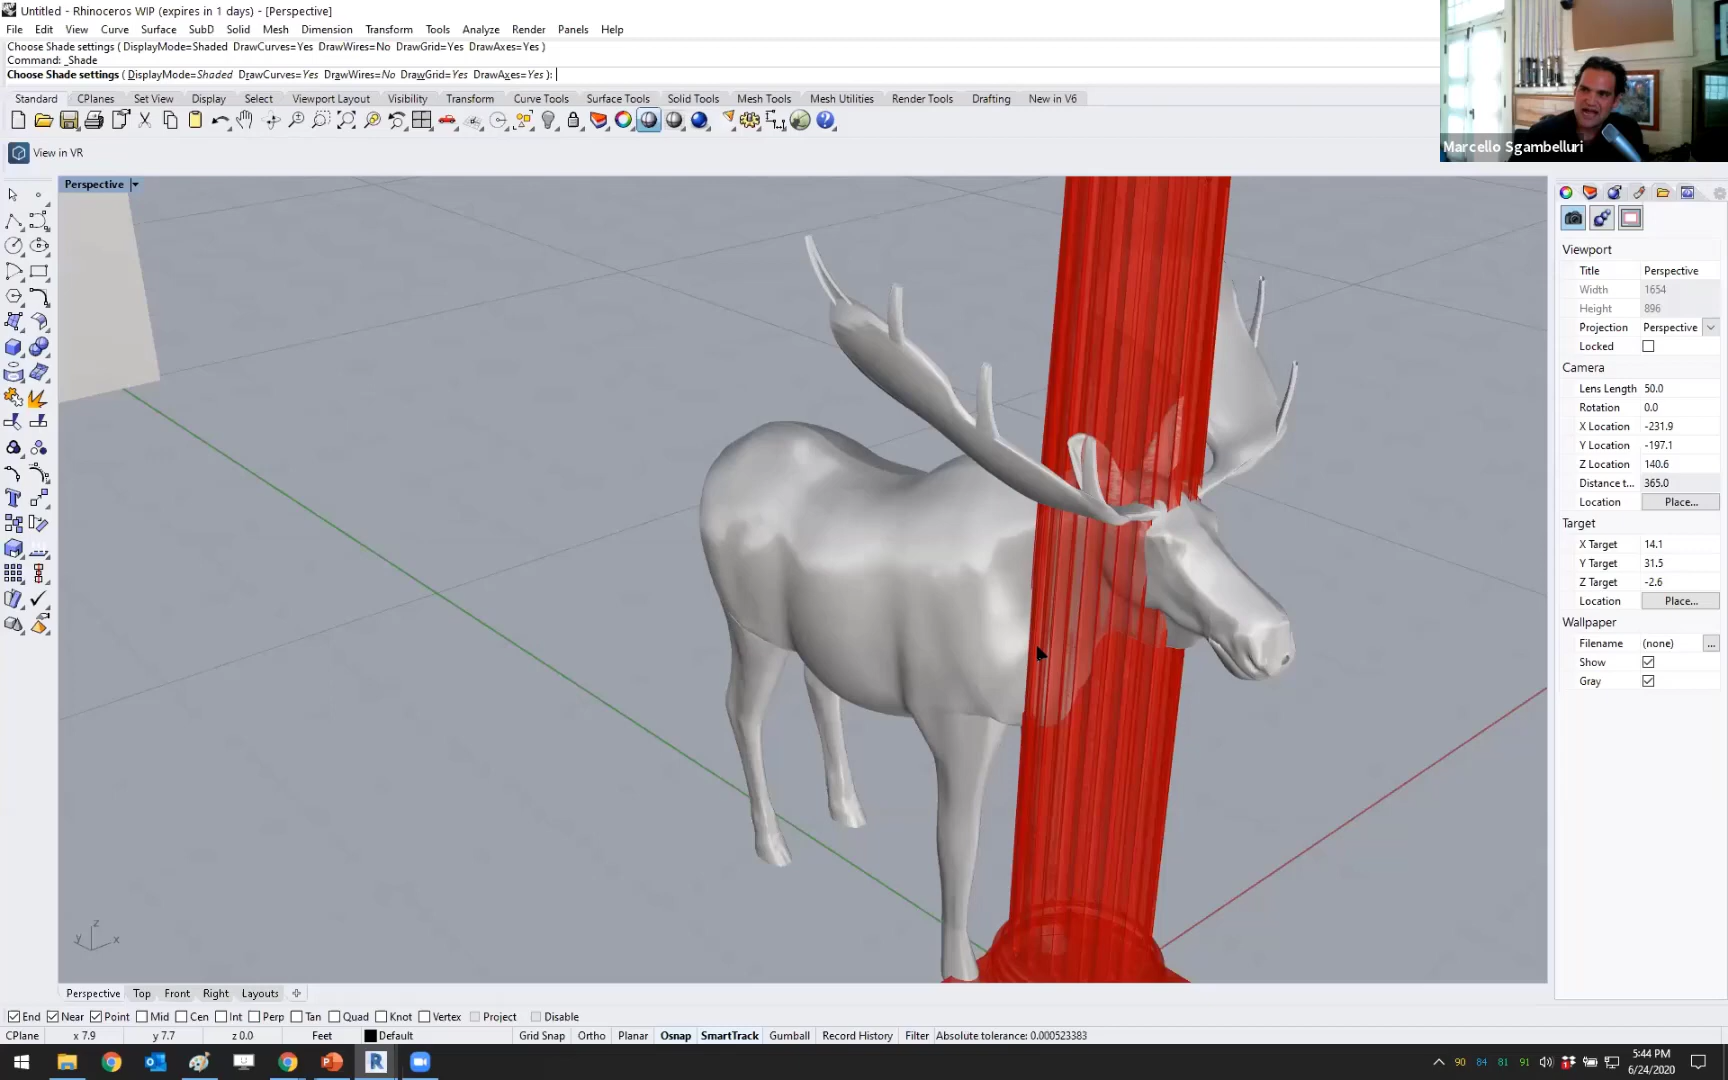 Untitled - Rhinoceros WIP (expires in 1 days) - [Perspective]
File Edit View Curve Surface SubD Solid Mesh Dimension Transform Tools Analyze Render Panels Help
Choose Shade settings ( DisplayMode=Shaded DrawCurves=Yes DrawWires=No DrawGrid=Yes DrawAxes=Yes )
Command: _Shade
Choose Shade settings ( DisplayMode=Shaded DrawCurves=Yes DrawWires=No DrawGrid=Yes DrawAxes=Yes ):
Standard CPlanes Set View Display Select Viewport Layout Visibility Transform Curve Tools Surface Tools Solid Tools Mesh Tools Mesh Utilities Render Tools Drafting New in V6
Marcello Sgambelluri
View in VR
Perspective
Viewport
Title Perspective
Width 1654
Height 896
Projection Perspective
Locked
Camera
Lens Length 50.0
Rotation 0.0
X Location -231.9
Y Location -197.1
Z Location 140.6
Distance t... 365.0
Location Place...
Target
X Target 14.1
Y Target 31.5
Z Target -2.6
Location Place...
Wallpaper
Filename (none) ...
Show
Gray
z
y x
Perspective Top Front Right Layouts
End Near Point Mid Cen Int Perp Tan Quad Knot Vertex Project Disable
CPlane x 7.9 y 7.7 z 0.0 Feet Default Grid Snap Ortho Planar Osnap SmartTrack Gumball Record History Filter Absolute tolerance: 0.000523383
90 84 81 91 5:44 PM
6/24/2020